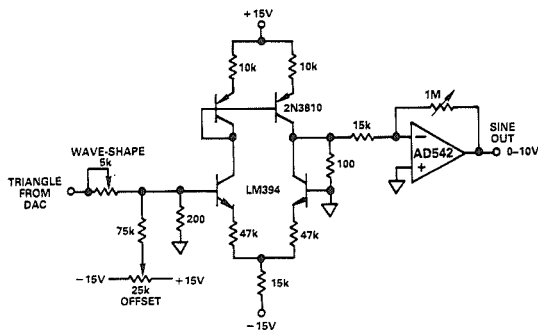 +15V
10k
10k
2N3810
1M
15k
SINE
OUT
0–10V
AD542
–
+
WAVE-SHAPE
5k
TRIANGLE
FROM
DAC
100
LM394
200
75k
47k
47k
–15V
+15V
25k
OFFSET
15k
–15V